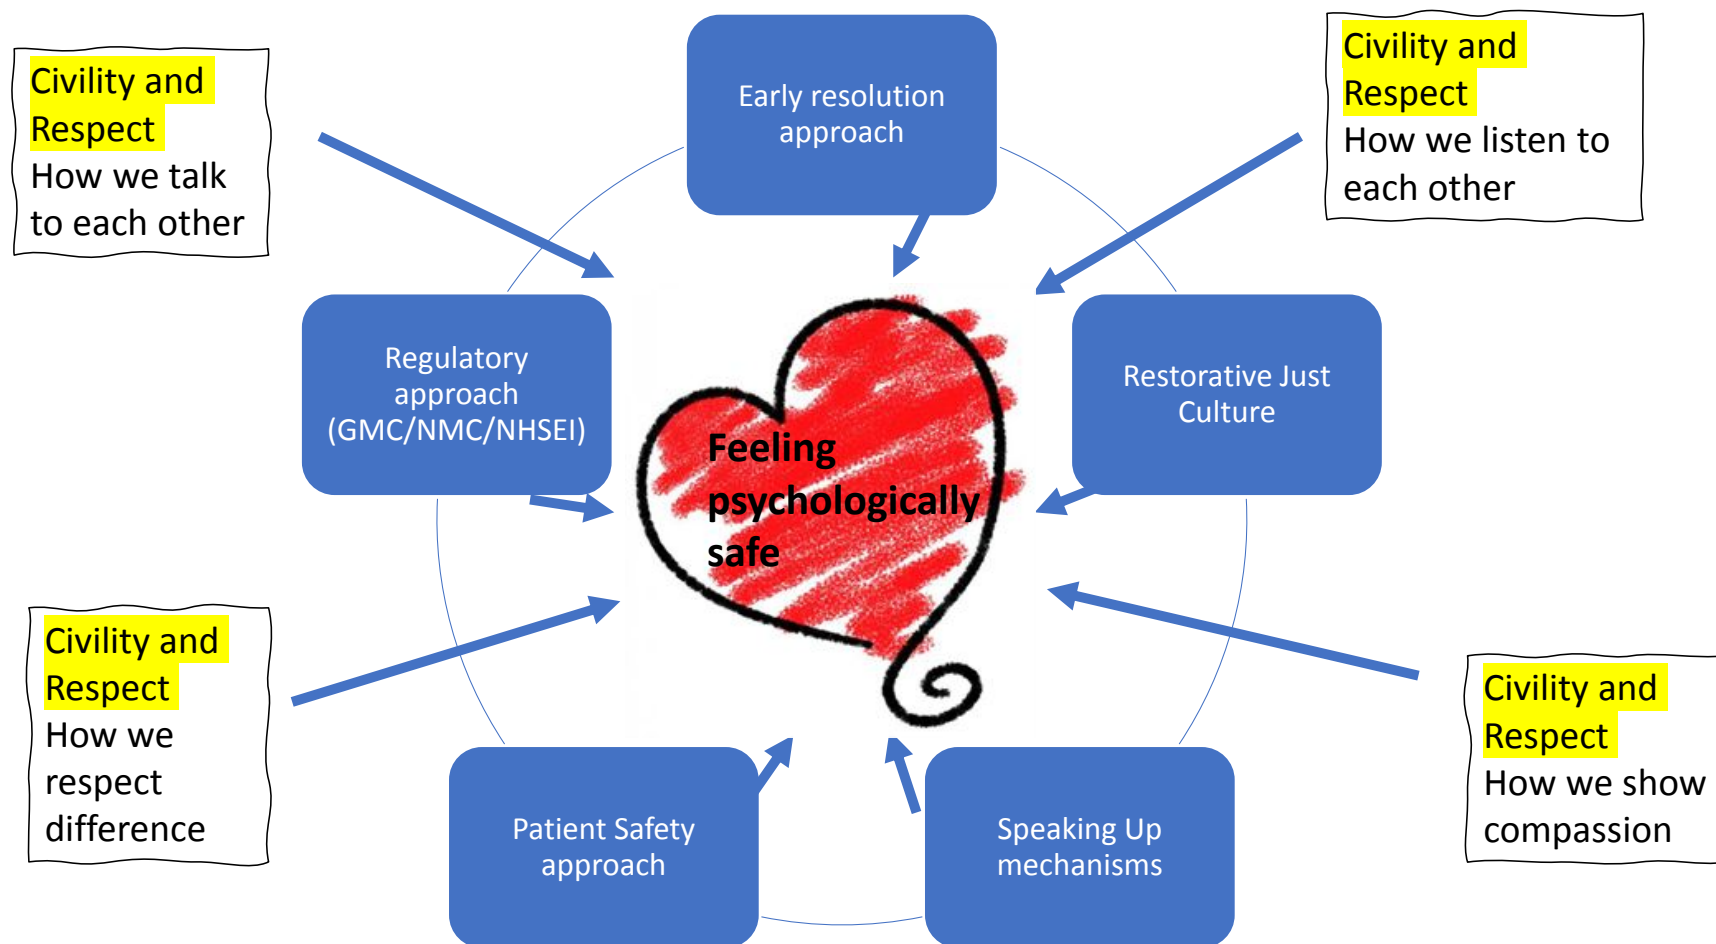 Civility and
Respect
How we talk
to each other
Early resolution
approach
Civility and
Respect
How we listen to
each other
Regulatory
approach
(GMC/NMC/NHSEI)
Restorative Just
Culture
Feeling
psychologically
safe
Civility and
Respect
How we
respect
difference
Patient Safety
approach
Speaking Up
mechanisms
Civility and
Respect
How we show
compassion